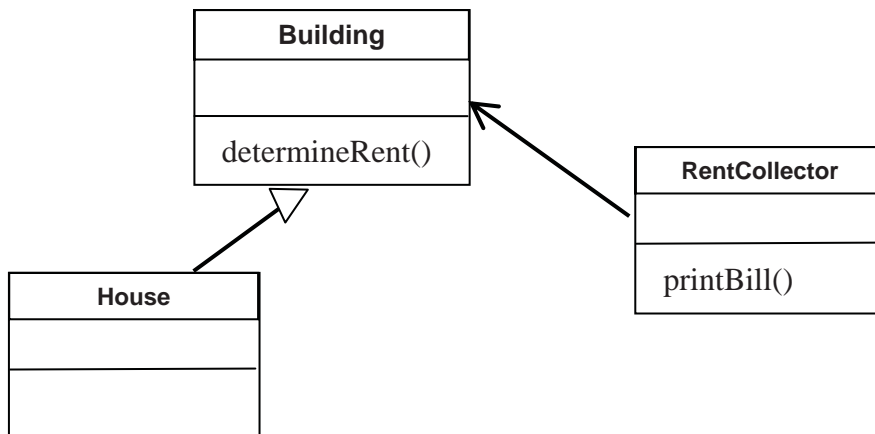 Building
determineRent()
RentCollector
printBill()
House